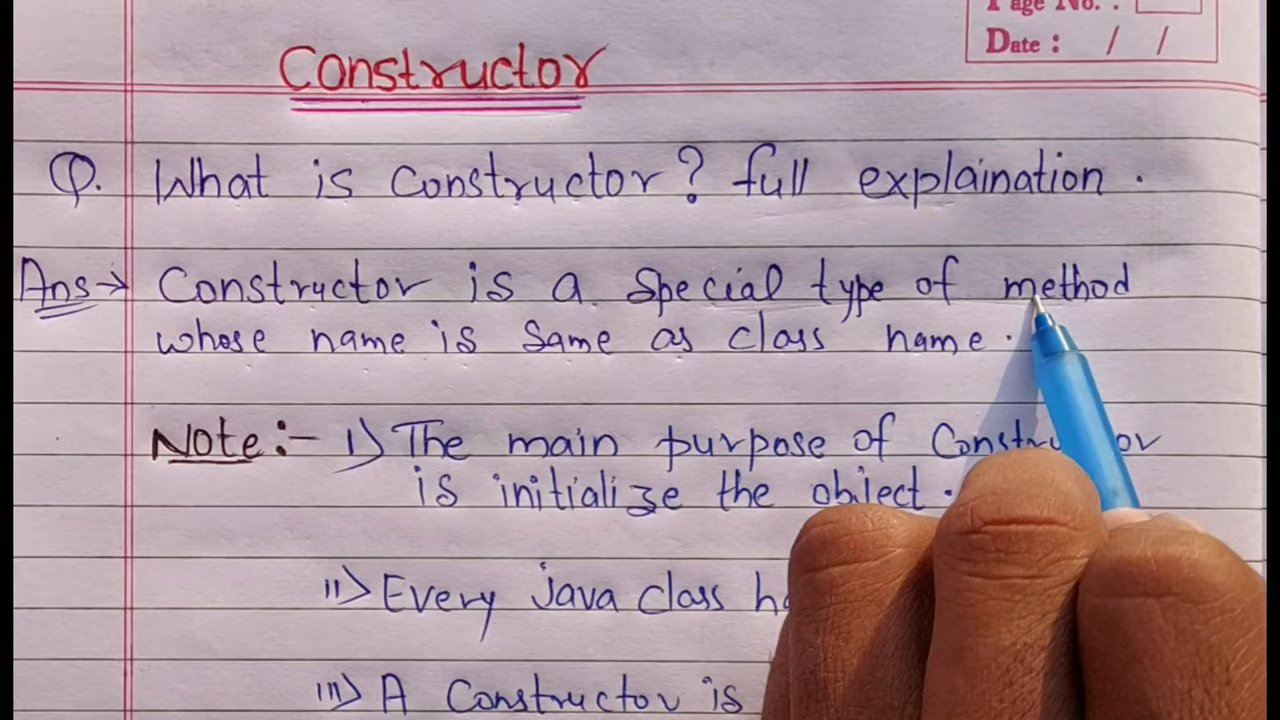 Page No. :
Date : / /
Constructor
Q. What is constructor? full explaination .
Ans→ Constructor is a special type of method
whose name is same as class name .
Note :- i) The main purpose of
is initialize the object .
ii) Every java class
iii) A Constructor is